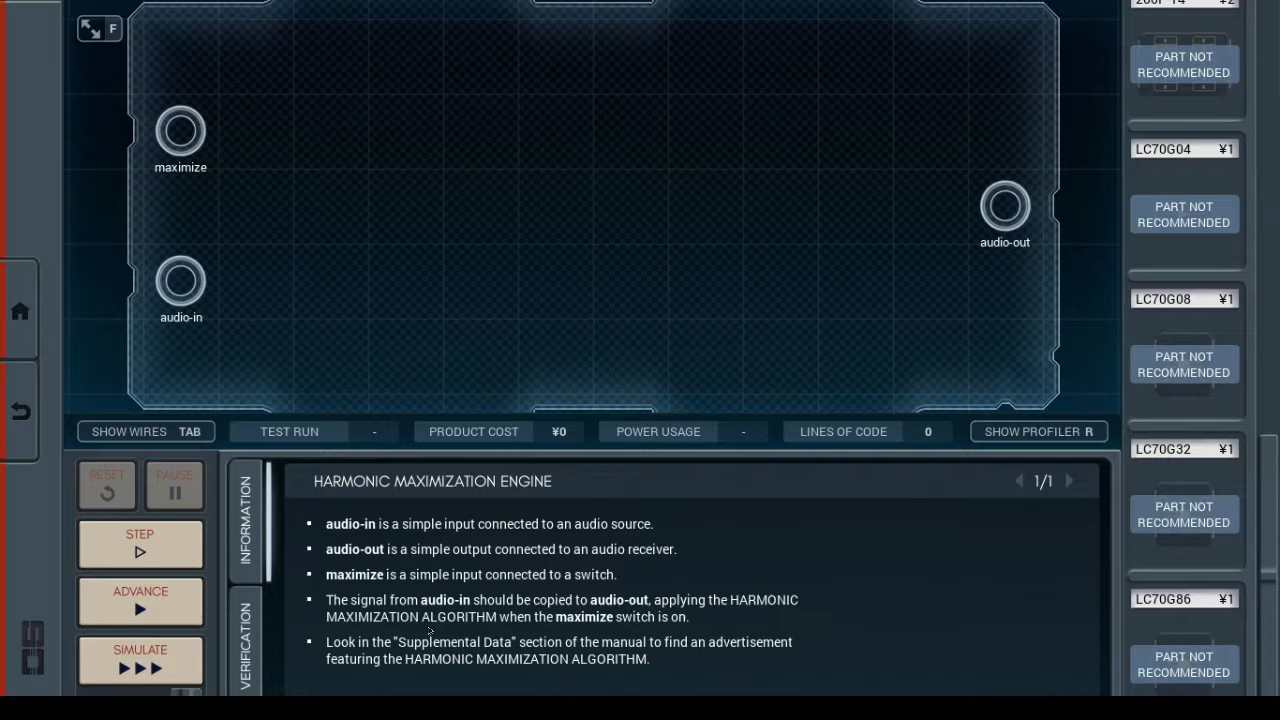 F
maximize
audio-in
audio-out
PART NOT
RECOMMENDED
LC70G04 ¥1
PART NOT
RECOMMENDED
LC70G08 ¥1
PART NOT
RECOMMENDED
LC70G32 ¥1
PART NOT
RECOMMENDED
LC70G86 ¥1
PART NOT
RECOMMENDED
SHOW WIRES TAB
TEST RUN -
PRODUCT COST ¥0
POWER USAGE -
LINES OF CODE 0
SHOW PROFILER R
RESET
PAUSE
STEP
ADVANCE
SIMULATE
INFORMATION
VERIFICATION
HARMONIC MAXIMIZATION ENGINE
1/1
audio-in is a simple input connected to an audio source.
audio-out is a simple output connected to an audio receiver.
maximize is a simple input connected to a switch.
The signal from audio-in should be copied to audio-out, applying the HARMONIC
MAXIMIZATION ALGORITHM when the maximize switch is on.
Look in the "Supplemental Data" section of the manual to find an advertisement
featuring the HARMONIC MAXIMIZATION ALGORITHM.